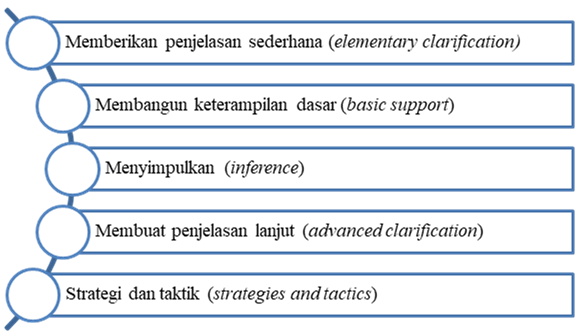 Memberikan penjelasan sederhana (elementary clarification)
Membangun keterampilan dasar (basic support)
Menyimpulkan (inference)
Membuat penjelasan lanjut (advanced clarification)
Strategi dan taktik (strategies and tactics)